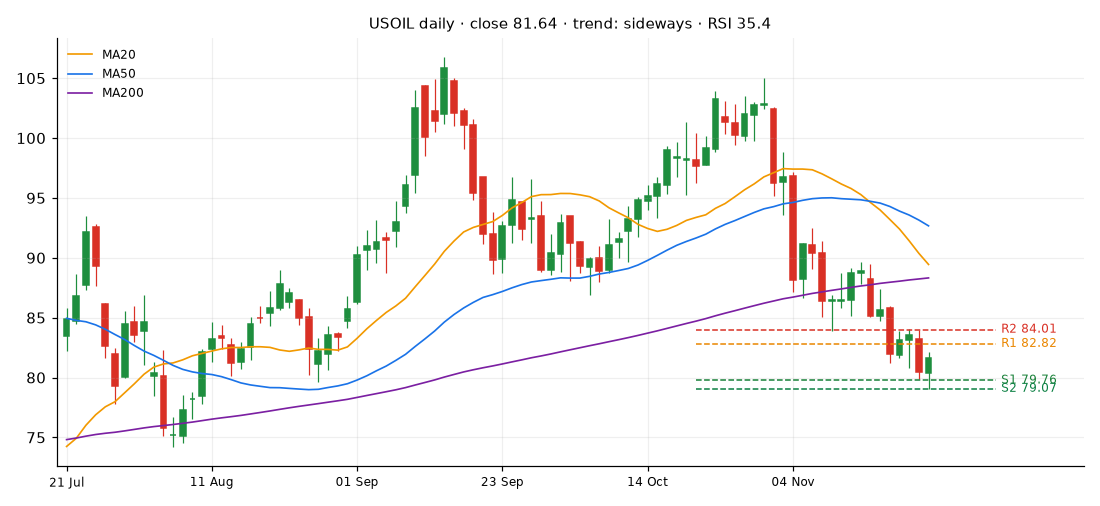 USOIL daily · close 81.64 · trend: sideways · RSI 35.4
MA20
MA50
MA200
105
100
95
90
85
80
75
R2 84.01
R1 82.82
S1 79.76
S2 79.07
21 Jul
11 Aug
01 Sep
23 Sep
14 Oct
04 Nov